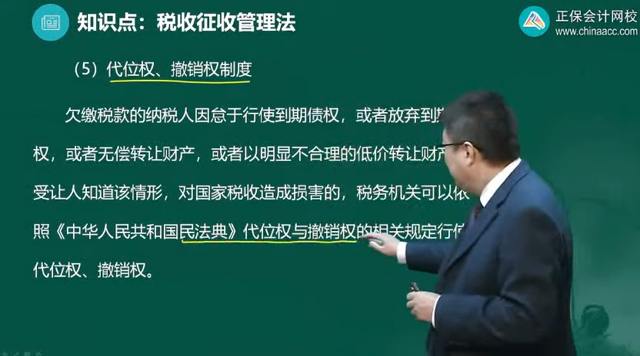 知识点：税收征收管理法
正保会计网校
www.chinaacc.com
（5）代位权、撤销权制度
欠缴税款的纳税人因怠于行使到期债权，或者放弃到
权，或者无偿转让财产，或者以明显不合理的低价转让财产
受让人知道该情形，对国家税收造成损害的，税务机关可以依
照《中华人民共和国民法典》代位权与撤销权的相关规定行使
代位权、撤销权。